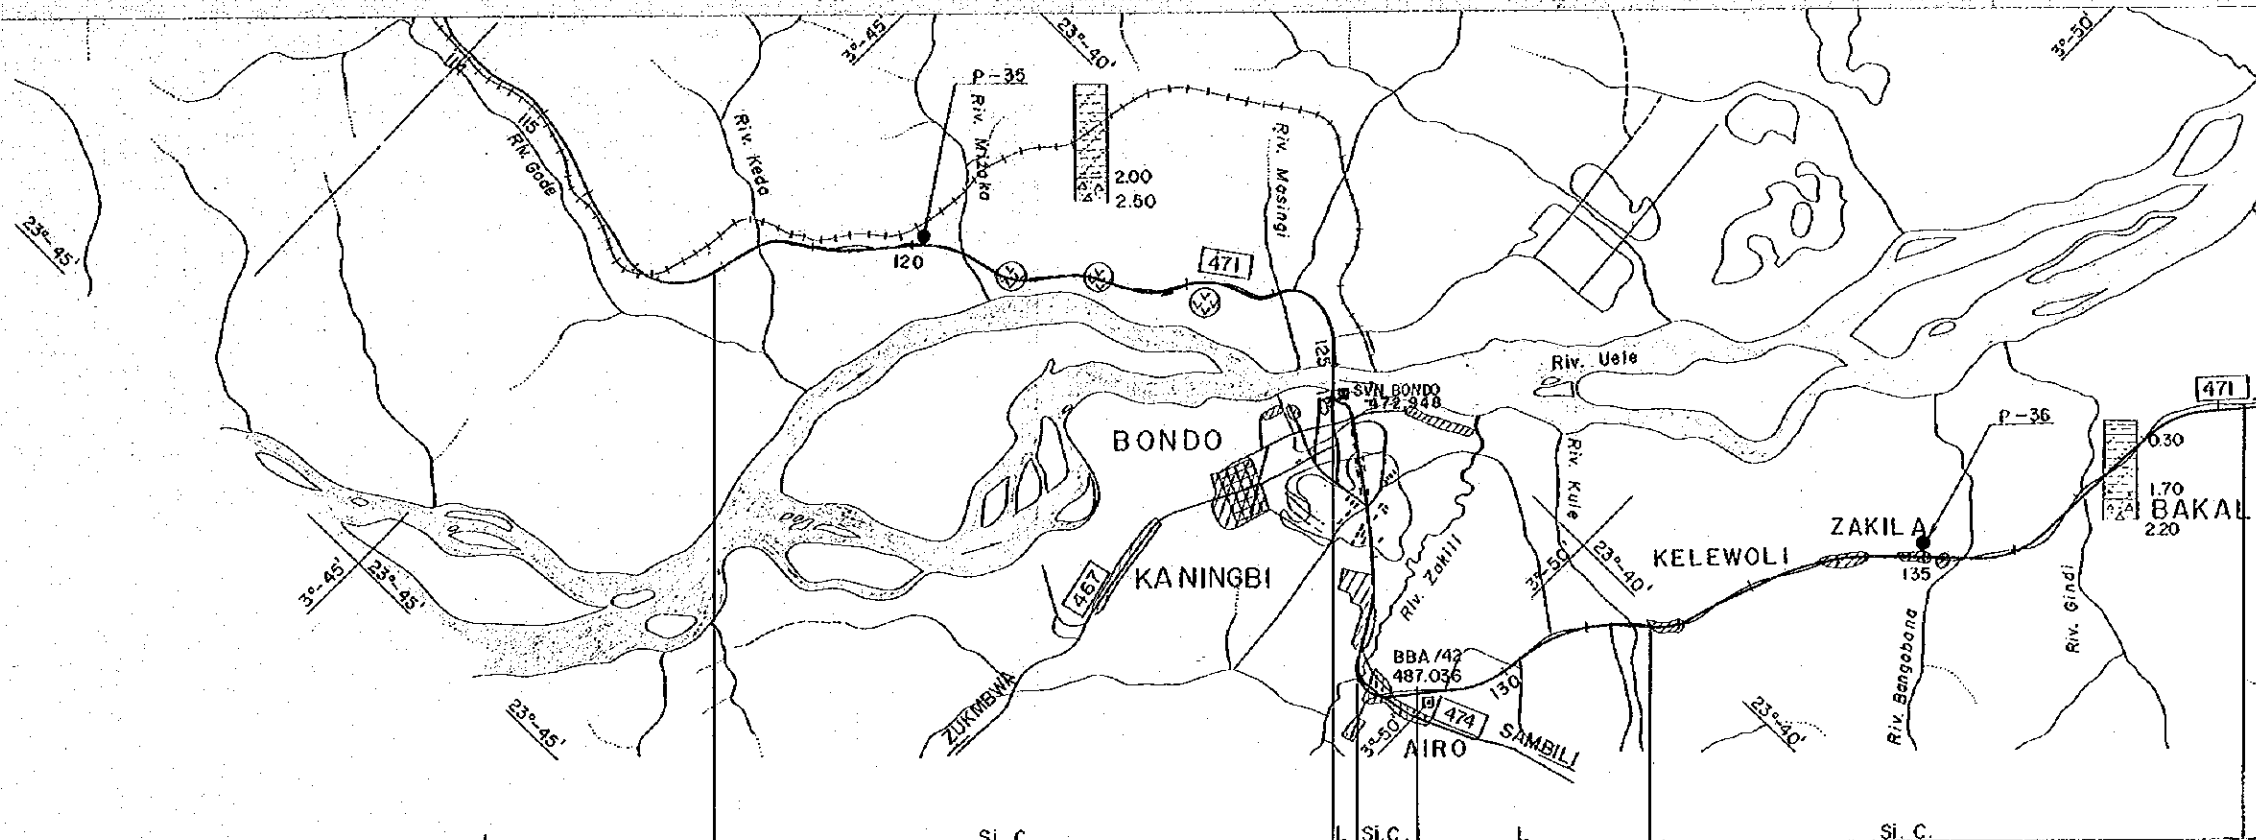 3°-45'
23°-40'
3°-50'
115
P-35
Riv. Gode
Riv. Keda
Riv. Mizoka
2.00
2.50
Riv. Masingi
23°-45'
120
471
125
Riv. Uele
SVN BONDO
472.948
BONDO
471
P-36
0.30
1.70
2.20
BAKAL
Riv. Kule
ZAKILA
KELEWOLI
135
3°-45'
23°-45'
467
KANINGBI
Riv. Zakili
3°-50'
23°-40'
Riv. Gindi
Riv. Bangobana
BBA/42
487.036
130
474
SAMBILI
AIRO
3°-50'
ZUKMBWA
23°-45'
23°-40'
L
Si. C.
L
Si.C.
L
Si. C.